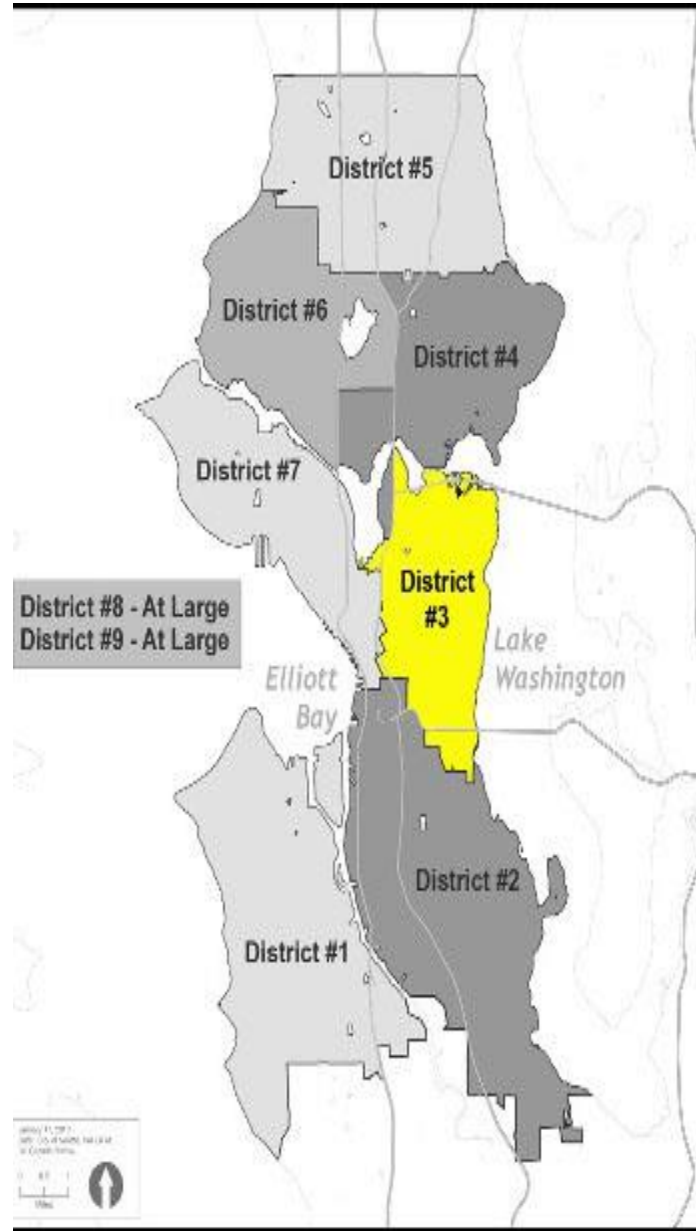 District #5
District #6
District #4
District #7
District #8 - At Large
District #9 - At Large
District
#3
Lake
Washington
Elliott
Bay
District #2
District #1